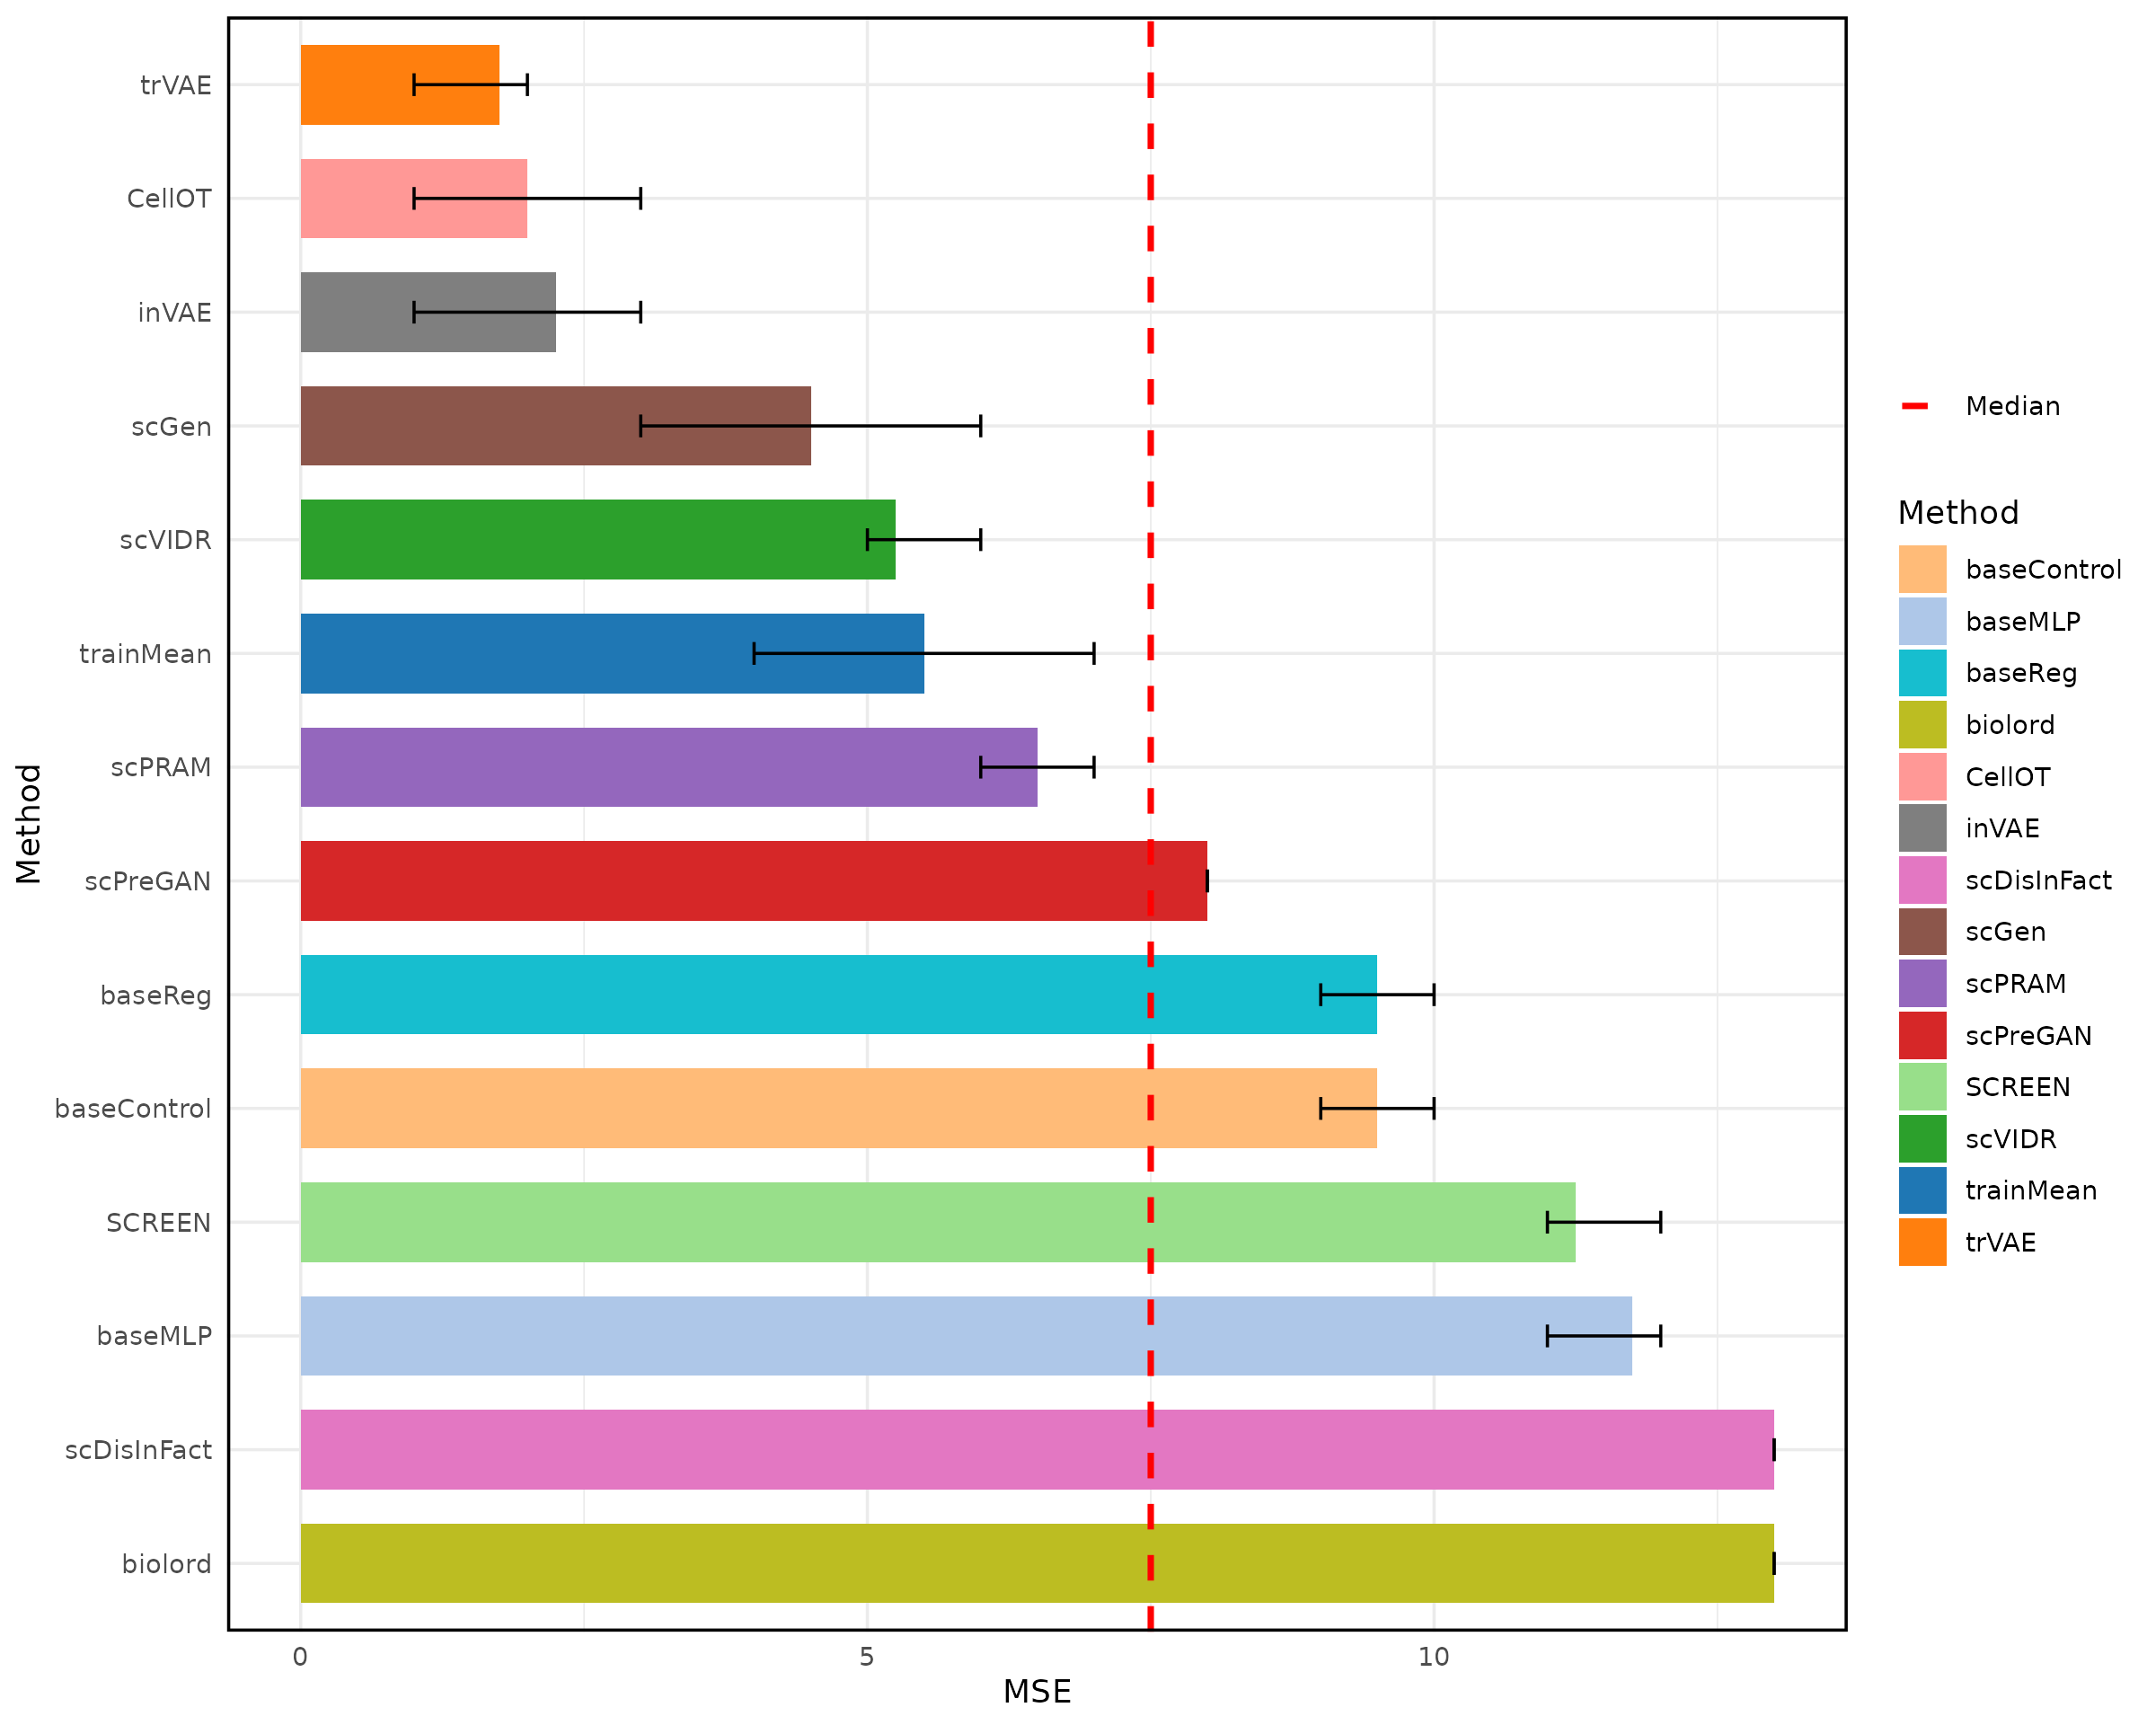 trVAE
CellOT
inVAE
scGen
scVIDR
trainMean
scPRAM
scPreGAN
baseReg
baseControl
SCREEN
baseMLP
scDisInFact
biolord
Method
0 5 10
MSE
Median
Method
baseControl
baseMLP
baseReg
biolord
CellOT
inVAE
scDisInFact
scGen
scPRAM
scPreGAN
SCREEN
scVIDR
trainMean
trVAE